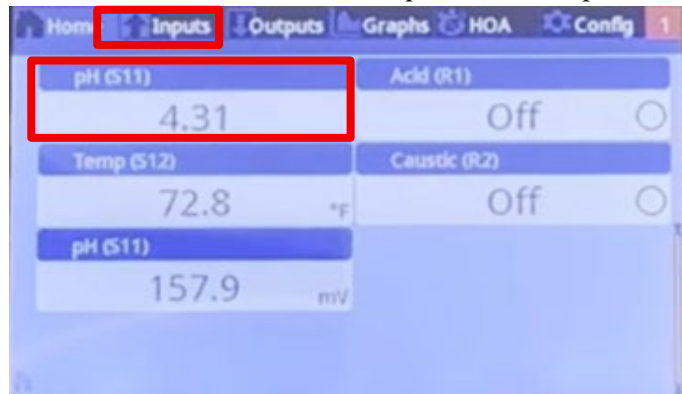 Home Inputs Outputs Graphs HOA Config 1
pH (S11) Acid (R1)
4.31 Off
Temp (S12) Caustic (R2)
72.8 °F Off
pH (S11)
157.9 mV